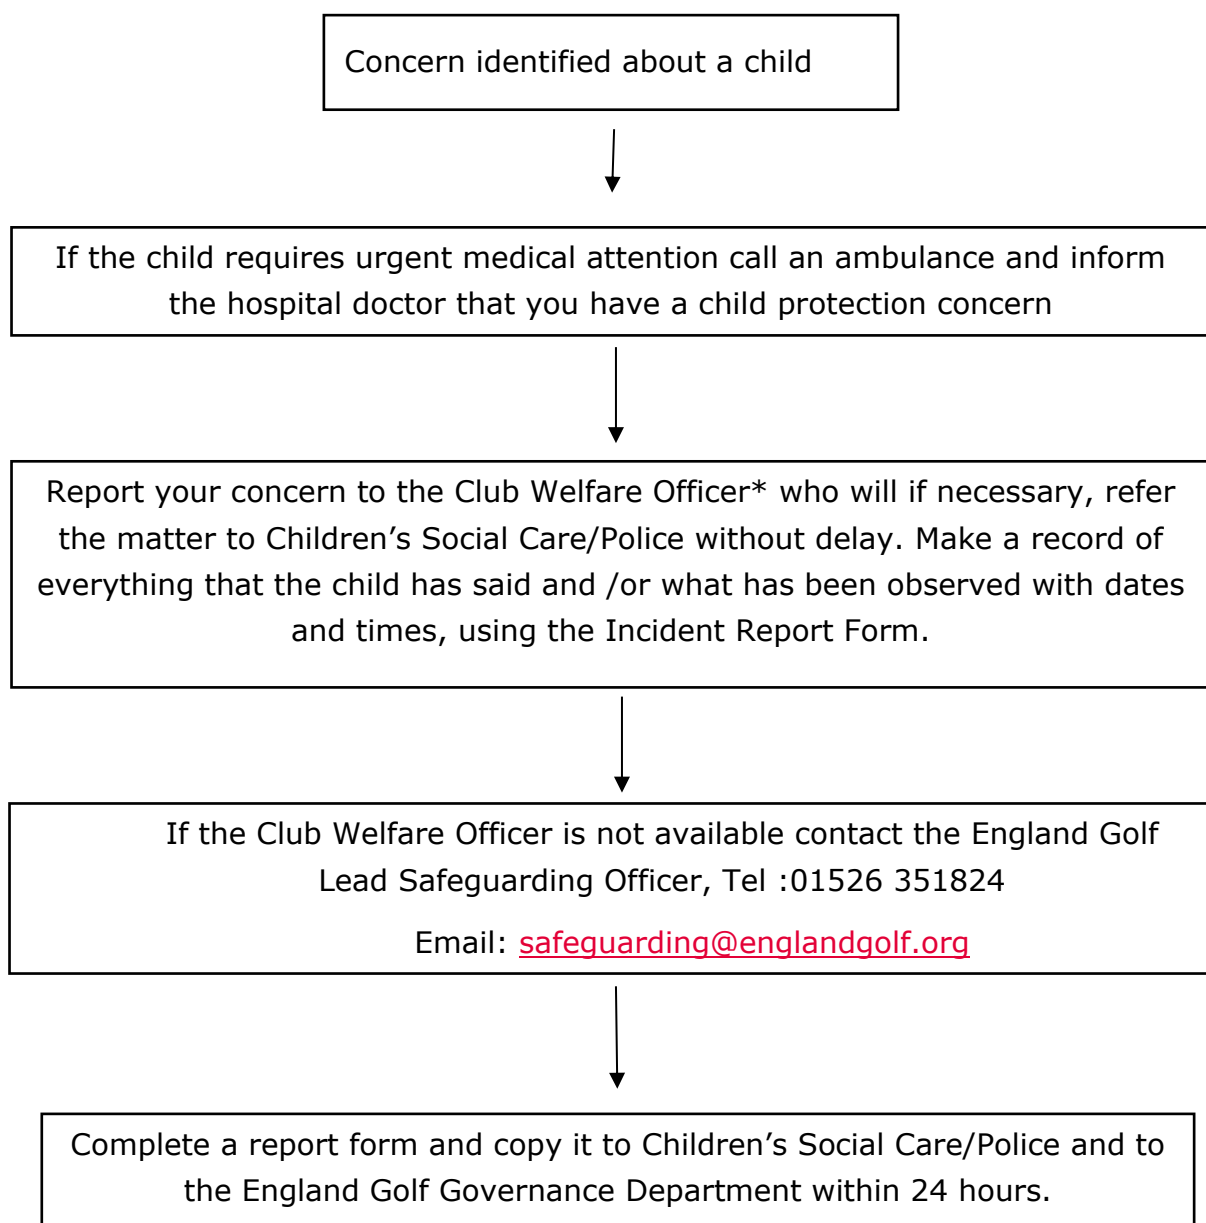 Concern identified about a child
If the child requires urgent medical attention call an ambulance and inform
the hospital doctor that you have a child protection concern
Report your concern to the Club Welfare Officer* who will if necessary, refer
the matter to Children’s Social Care/Police without delay. Make a record of
everything that the child has said and /or what has been observed with dates
and times, using the Incident Report Form.
If the Club Welfare Officer is not available contact the England Golf
Lead Safeguarding Officer, Tel :01526 351824
Email: safeguarding@englandgolf.org
Complete a report form and copy it to Children’s Social Care/Police and to
the England Golf Governance Department within 24 hours.